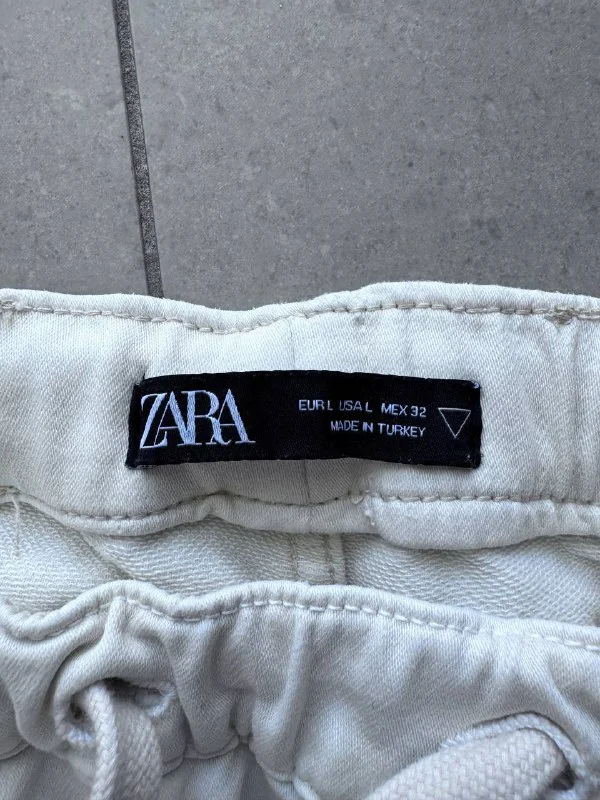 ZARA
EUR L USA L MEX 32
MADE IN TURKEY